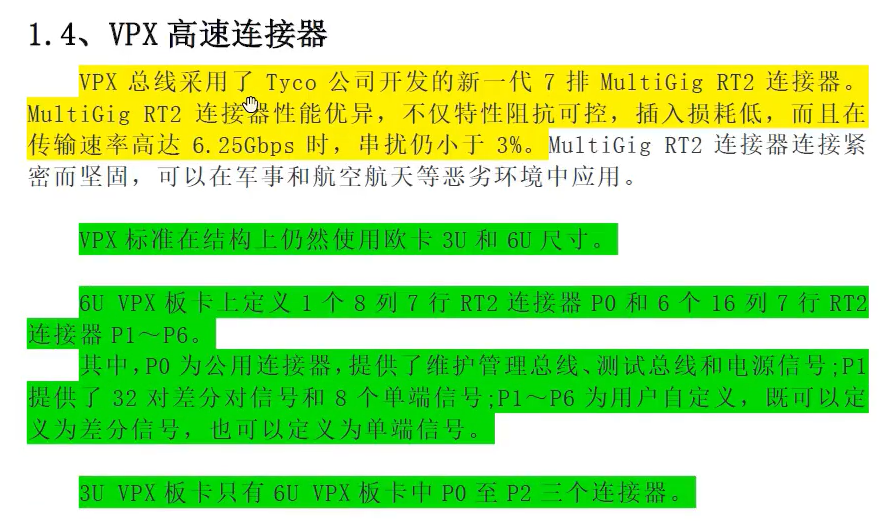 1.4、VPX 高速连接器
VPX 总线采用了 Tyco 公司开发的新一代 7 排 MultiGig RT2 连接器。
MultiGig RT2 连接器性能优异，不仅特性阻抗可控，插入损耗低，而且在
传输速率高达 6.25Gbps 时，串扰仍小于 3%。MultiGig RT2 连接器连接紧
密而坚固，可以在军事和航空航天等恶劣环境中应用。
VPX 标准在结构上仍然使用欧卡 3U 和 6U 尺寸。
6U VPX 板卡上定义 1 个 8 列 7 行 RT2 连接器 P0 和 6 个 16 列 7 行 RT2
连接器 P1～P6。
其中,P0 为公用连接器,提供了维护管理总线、测试总线和电源信号;P1
提供了 32 对差分对信号和 8 个单端信号;P1～P6 为用户自定义，既可以定
义为差分信号，也可以定义为单端信号。
3U VPX 板卡只有 6U VPX 板卡中 P0 至 P2 三个连接器。